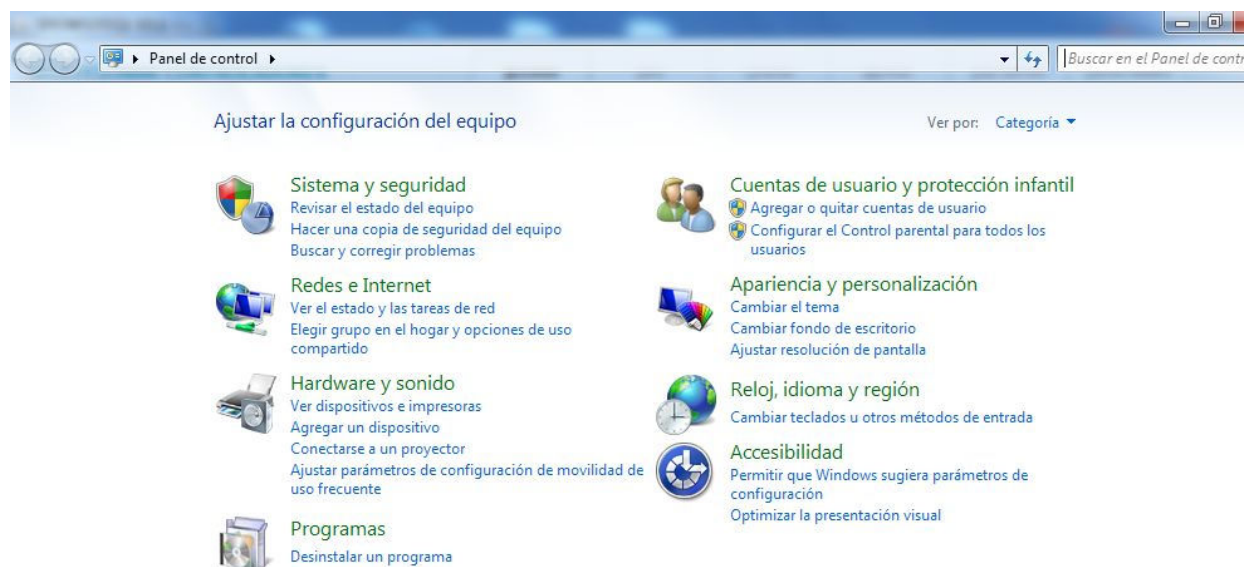 Panel de control
Buscar en el Panel de contr
Ajustar la configuración del equipo
Ver por: Categoría
Sistema y seguridad
Revisar el estado del equipo
Hacer una copia de seguridad del equipo
Buscar y corregir problemas
Redes e Internet
Ver el estado y las tareas de red
Elegir grupo en el hogar y opciones de uso
compartido
Hardware y sonido
Ver dispositivos e impresoras
Agregar un dispositivo
Conectarse a un proyector
Ajustar parámetros de configuración de movilidad de
uso frecuente
Programas
Desinstalar un programa
Cuentas de usuario y protección infantil
Agregar o quitar cuentas de usuario
Configurar el Control parental para todos los
usuarios
Apariencia y personalización
Cambiar el tema
Cambiar fondo de escritorio
Ajustar resolución de pantalla
Reloj, idioma y región
Cambiar teclados u otros métodos de entrada
Accesibilidad
Permitir que Windows sugiera parámetros de
configuración
Optimizar la presentación visual